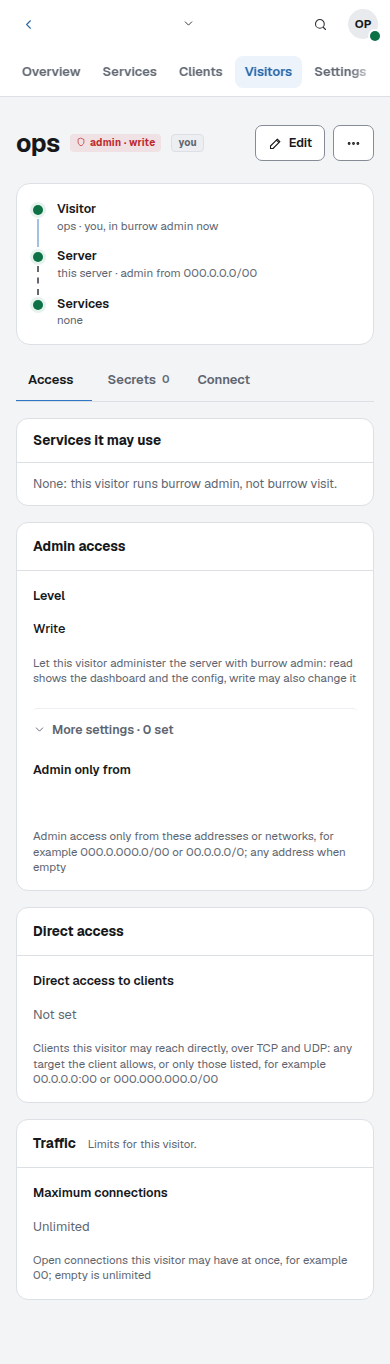 OP
Overview Services Clients Visitors Settings
ops admin · write you Edit
Visitor
ops · you, in burrow admin now
Server
this server · admin from 000.0.0.0/00
Services
none
Access Secrets 0 Connect
Services it may use
None: this visitor runs burrow admin, not burrow visit.
Admin access
Level
Write
Let this visitor administer the server with burrow admin: read
shows the dashboard and the config, write may also change it
More settings · 0 set
Admin only from
Admin access only from these addresses or networks, for
example 000.0.000.0/00 or 00.0.0.0/0; any address when
empty
Direct access
Direct access to clients
Not set
Clients this visitor may reach directly, over TCP and UDP: any
target the client allows, or only those listed, for example
00.0.0.0:00 or 000.000.000.0/00
Traffic Limits for this visitor.
Maximum connections
Unlimited
Open connections this visitor may have at once, for example
00; empty is unlimited